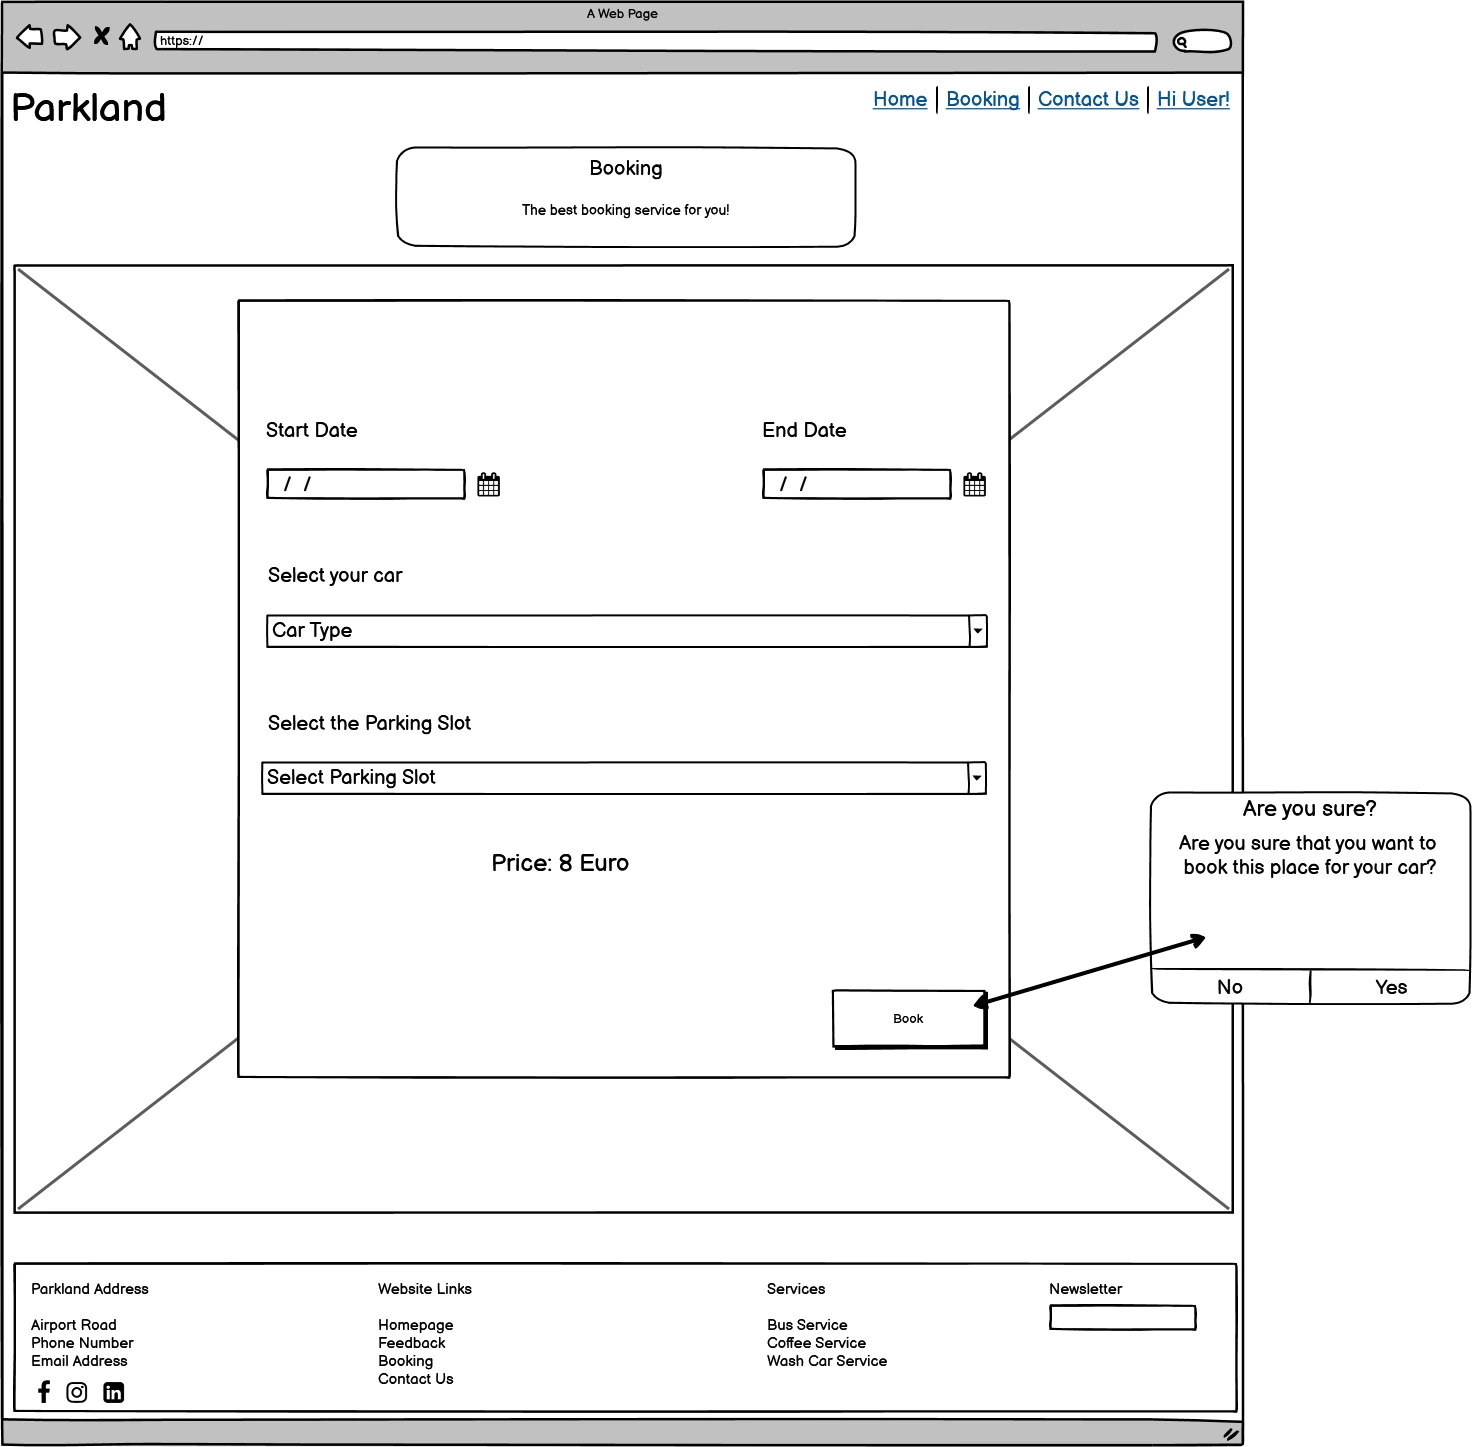 A Web Page
https://
Parkland
Home | Booking | Contact Us | Hi User!
Booking
The best booking service for you!
Start Date
End Date
/ /
/ /
Select your car
Car Type
Select the Parking Slot
Select Parking Slot
Price: 8 Euro
Book
Are you sure?
Are you sure that you want to
book this place for your car?
No
Yes
Parkland Address
Airport Road
Phone Number
Email Address
Website Links
Homepage
Feedback
Booking
Contact Us
Services
Bus Service
Coffee Service
Wash Car Service
Newsletter